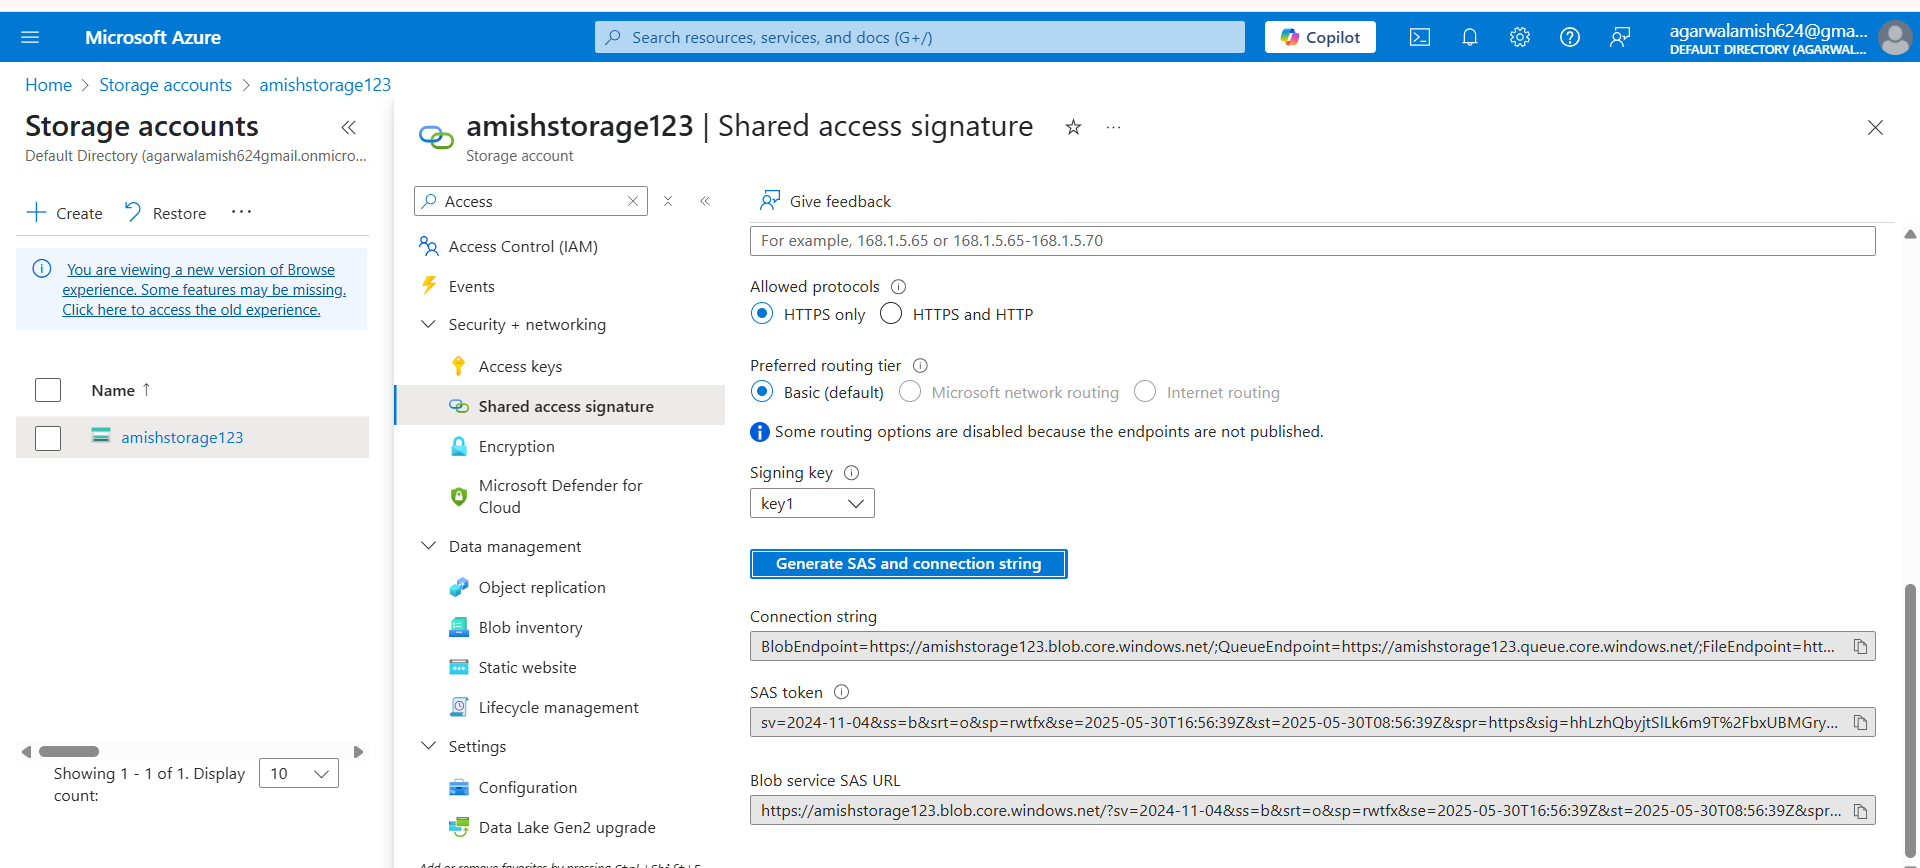 Microsoft Azure
Search resources, services, and docs (G+/)
Copilot
agarwalamish624@gma...
DEFAULT DIRECTORY (AGARWAL...
Home > Storage accounts > amishstorage123
Storage accounts
Default Directory (agarwalamish624gmail.onmicro...
Create
Restore
You are viewing a new version of Browse
experience. Some features may be missing.
Click here to access the old experience.
Name ↑
amishstorage123
Showing 1 - 1 of 1. Display
count:
10
amishstorage123 | Shared access signature
Storage account
Access
Access Control (IAM)
Events
Security + networking
Access keys
Shared access signature
Encryption
Microsoft Defender for
Cloud
Data management
Object replication
Blob inventory
Static website
Lifecycle management
Settings
Configuration
Data Lake Gen2 upgrade
Give feedback
For example, 168.1.5.65 or 168.1.5.65-168.1.5.70
Allowed protocols
HTTPS only
HTTPS and HTTP
Preferred routing tier
Basic (default)
Microsoft network routing
Internet routing
Some routing options are disabled because the endpoints are not published.
Signing key
key1
Generate SAS and connection string
Connection string
BlobEndpoint=https://amishstorage123.blob.core.windows.net/;QueueEndpoint=https://amishstorage123.queue.core.windows.net/;FileEndpoint=htt...
SAS token
sv=2024-11-04&ss=b&srt=o&sp=rwtfx&se=2025-05-30T16:56:39Z&st=2025-05-30T08:56:39Z&spr=https&sig=hhLzhQbyjtSlLk6m9T%2FbxUBMGry...
Blob service SAS URL
https://amishstorage123.blob.core.windows.net/?sv=2024-11-04&ss=b&srt=o&sp=rwtfx&se=2025-05-30T16:56:39Z&st=2025-05-30T08:56:39Z&spr...